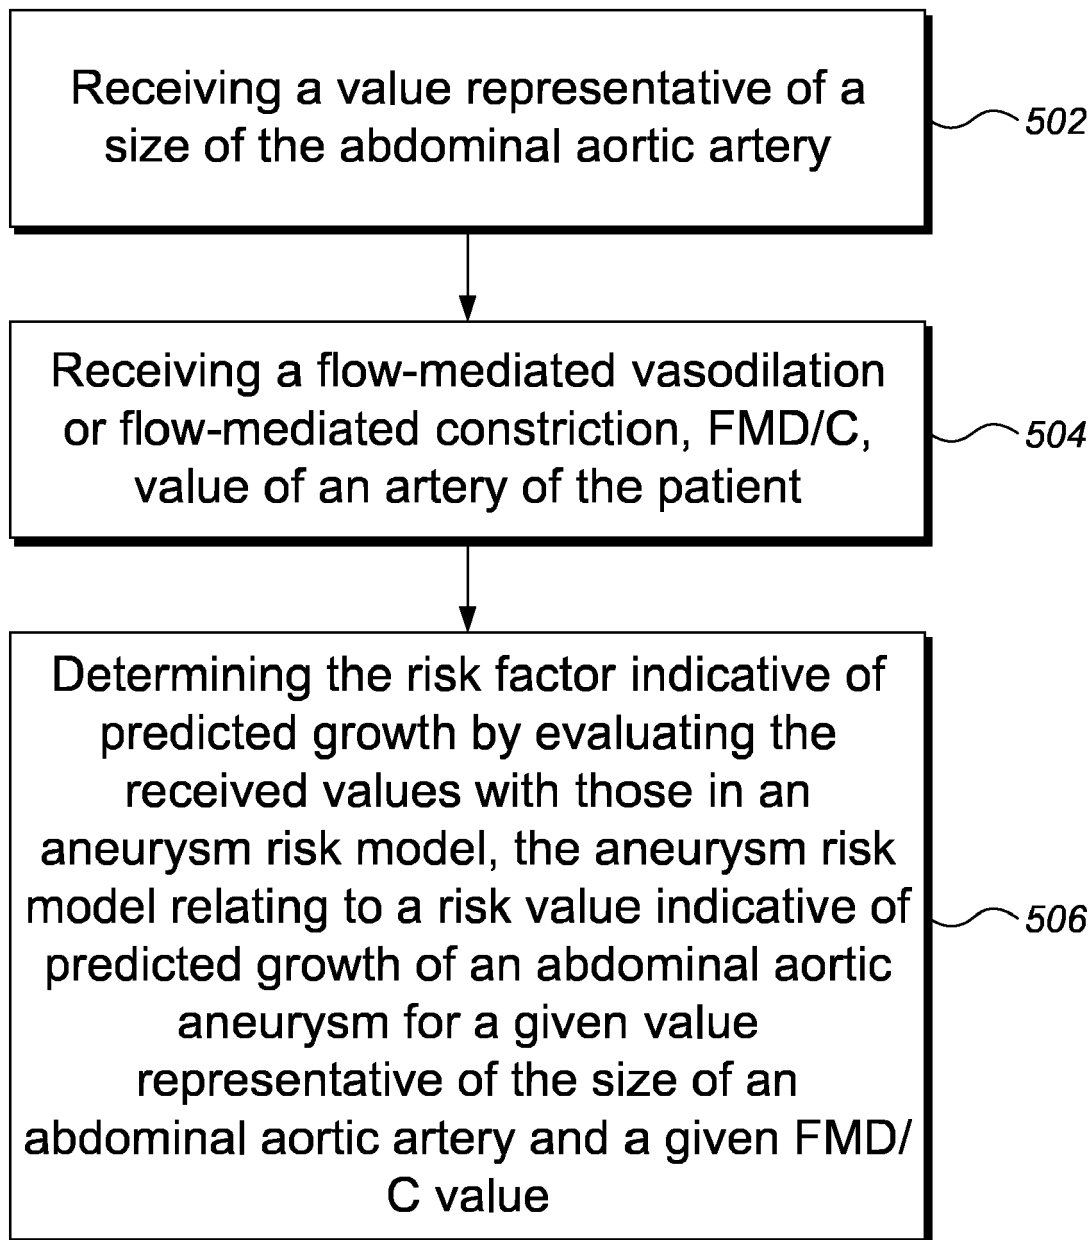 Receiving a value representative of a
size of the abdominal aortic artery
502
Receiving a flow-mediated vasodilation
or flow-mediated constriction, FMD/C,
value of an artery of the patient
504
Determining the risk factor indicative of
predicted growth by evaluating the
received values with those in an
aneurysm risk model, the aneurysm risk
model relating to a risk value indicative of
predicted growth of an abdominal aortic
aneurysm for a given value
representative of the size of an
abdominal aortic artery and a given FMD/
C value
506